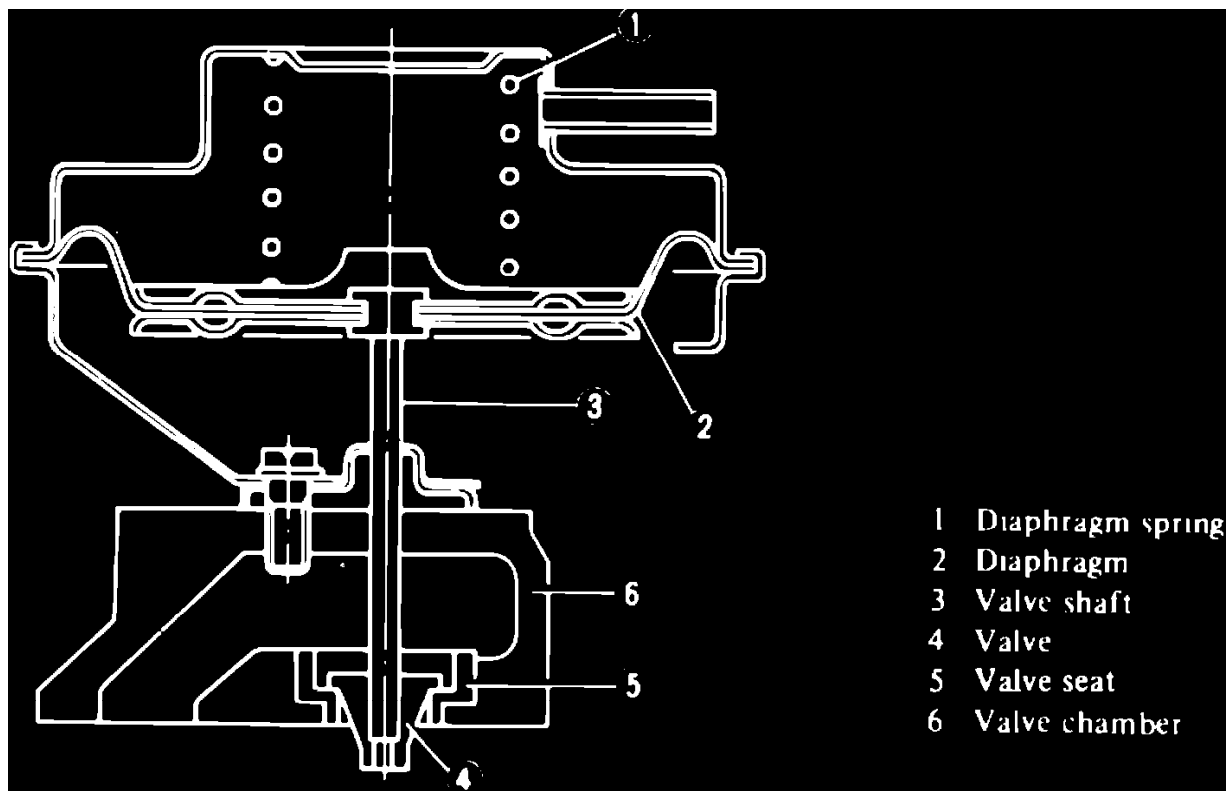 1
3
2
6
5
4
1 Diaphragm spring
2 Diaphragm
3 Valve shaft
4 Valve
5 Valve seat
6 Valve chamber